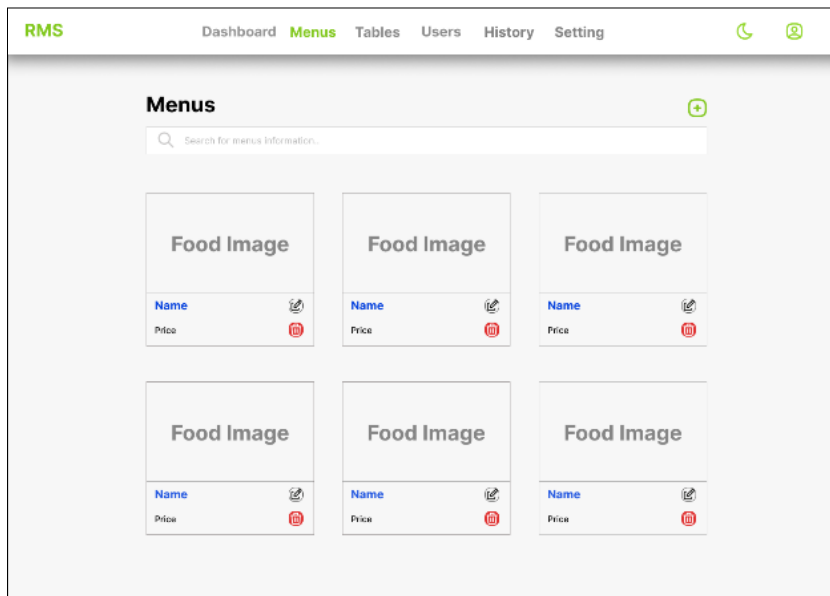 RMS Dashboard Menus Tables Users History Setting
Menus
Search for menus information..
Food Image Food Image Food Image
Name Name Name
Price Price Price
Food Image Food Image Food Image
Name Name Name
Price Price Price